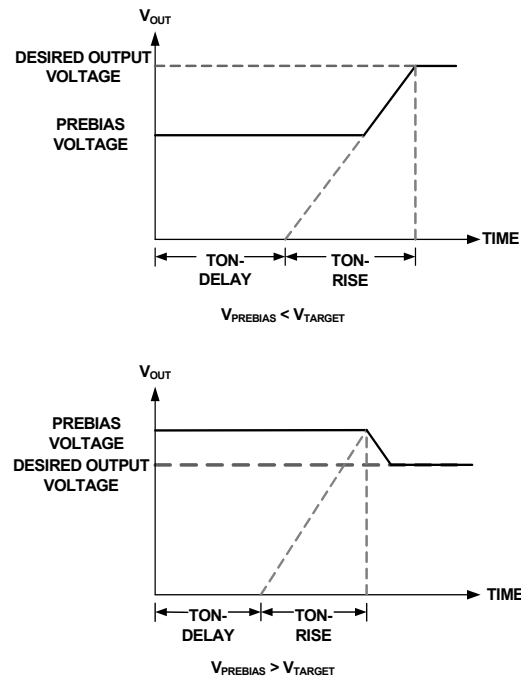 VOUT
DESIRED OUTPUT
VOLTAGE
PREBIAS
VOLTAGE
TIME
TON-
DELAY
TON-
RISE
VPREBIAS < VTARGET
VOUT
PREBIAS
VOLTAGE
DESIRED OUTPUT
VOLTAGE
TIME
TON-
DELAY
TON-
RISE
VPREBIAS > VTARGET